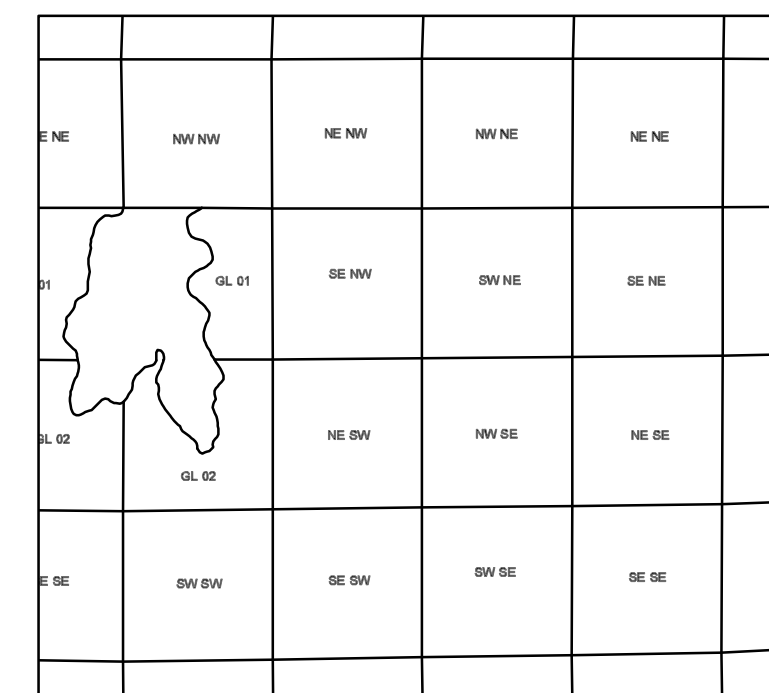 E NE
NW NW
NE NW
NW NE
NE NE
01
GL 01
SE NW
SW NE
SE NE
GL 02
GL 02
NE SW
NW SE
NE SE
E SE
SW SW
SE SW
SW SE
SE SE